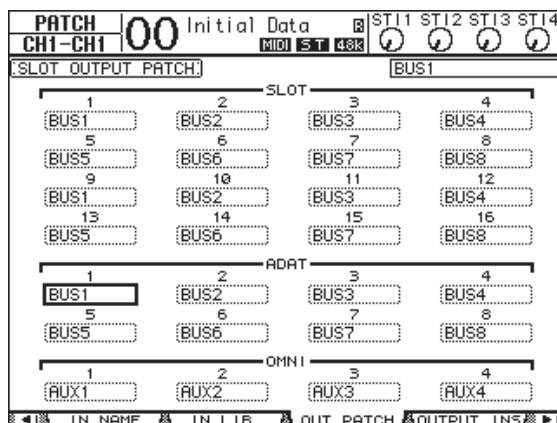 PATCH 00 Initial Data R ST11 ST12 ST13 ST14
CH1-CH1 MIDI ST 48k
SLOT OUTPUT PATCH BUS1
SLOT
1 2 3 4
BUS1 BUS2 BUS3 BUS4
5 6 7 8
BUS5 BUS6 BUS7 BUS8
9 10 11 12
BUS1 BUS2 BUS3 BUS4
13 14 15 16
BUS5 BUS6 BUS7 BUS8
ADAT
1 2 3 4
BUS1 BUS2 BUS3 BUS4
5 6 7 8
BUS5 BUS6 BUS7 BUS8
OMNI
1 2 3 4
AUX1 AUX2 AUX3 AUX4
IN NAME IN LIB OUT PATCH OUTPUT INS